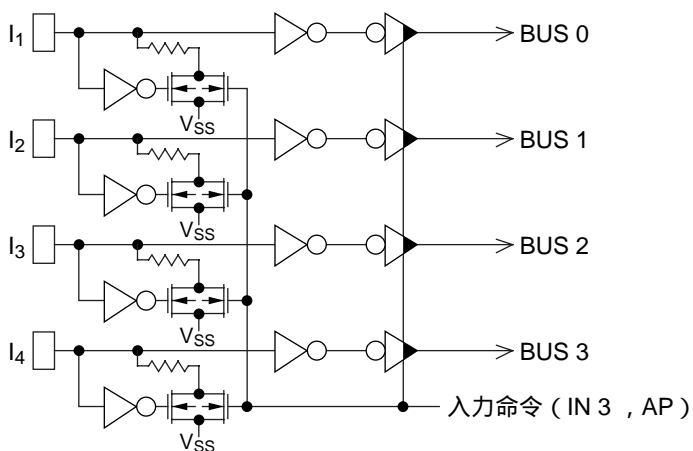 I1
BUS 0
VSS
I2
BUS 1
VSS
I3
BUS 2
VSS
I4
BUS 3
入力命令 ( IN 3 , AP )
VSS